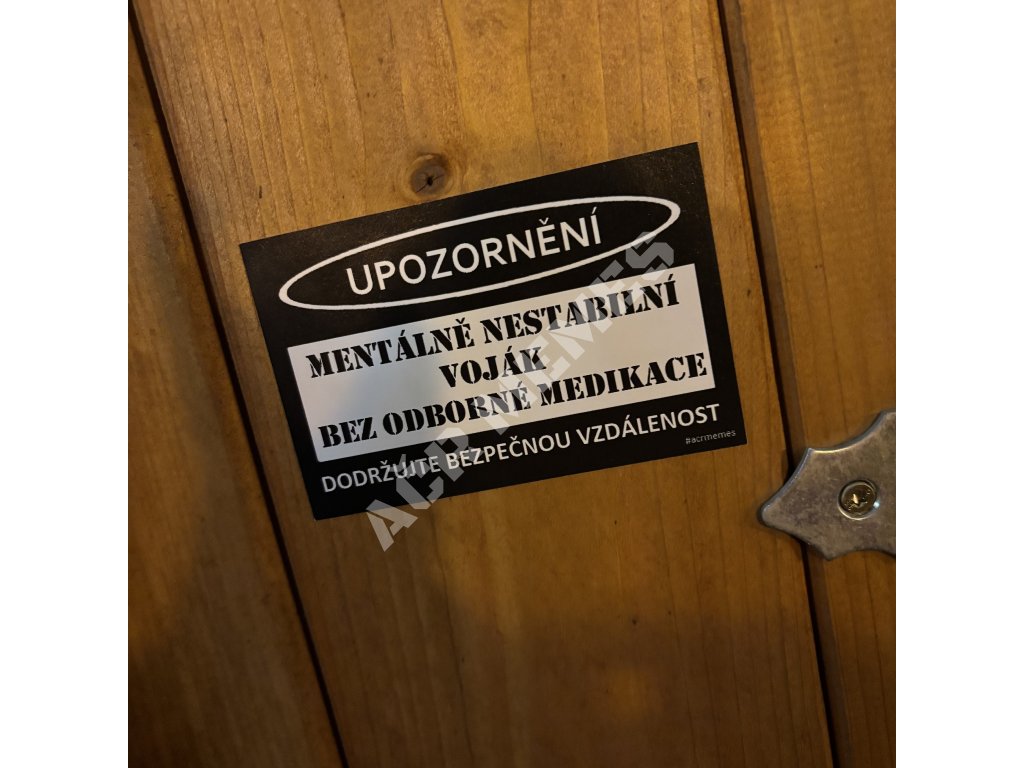 UPOZORNĚNÍ
MENTÁLNĚ NESTABILNÍ
VOJÁK
BEZ ODBORNÉ MEDIKACE
DODRŽUJTE BEZPEČNOU VZDÁLENOST
#acrmemes
ACR MEMES